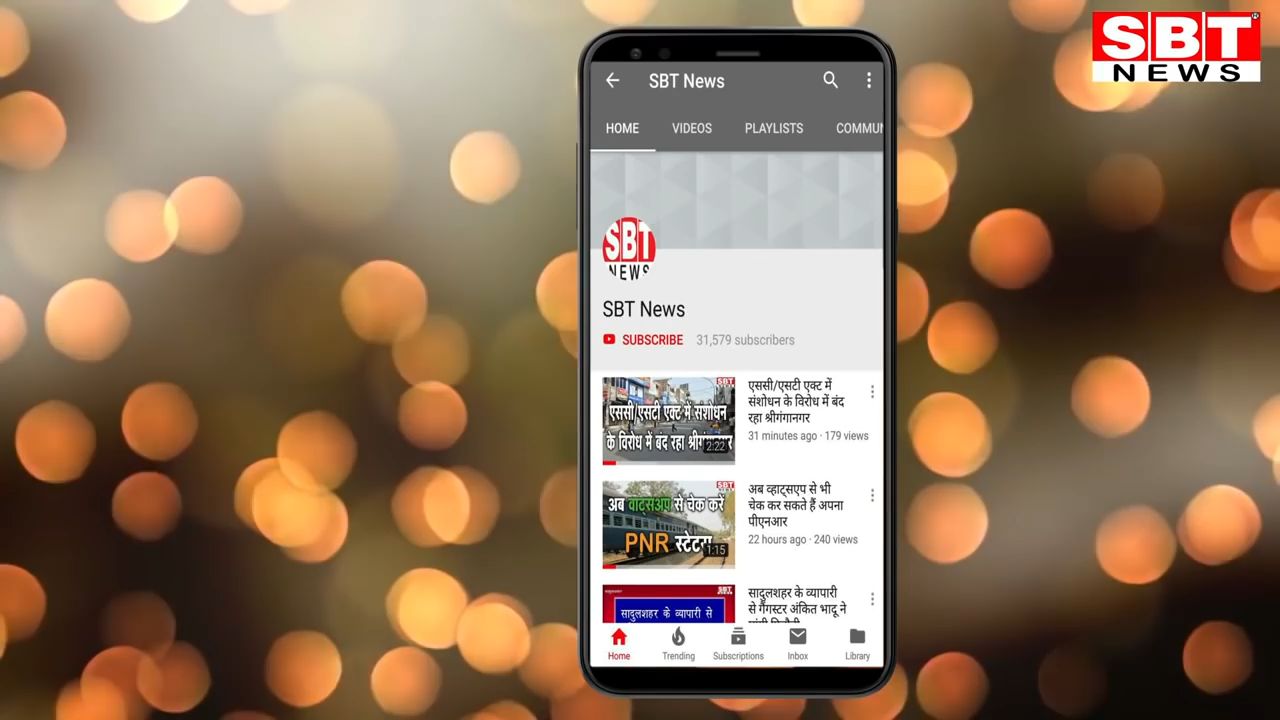 SBT
NEWS
SBT News
HOME VIDEOS PLAYLISTS COMMUN
SBT
NEWS
SBT News
SUBSCRIBE 31,579 subscribers
एससी/एसटी एक्ट में संशोधन
के विरोध में बंद रहा
2:22
एससी/एसटी एक्ट में
संशोधन के विरोध में बंद
रहा श्रीगंगानगर
31 minutes ago · 179 views
अब वाट्सअप से चेक करें
PNR स्टेटस
1:15
अब व्हाट्सएप से भी
चेक कर सकते हैं अपना
पीएनआर
22 hours ago · 240 views
सादुलशहर के व्यापारी से
सादुलशहर के व्यापारी
से गैंगस्टर अंकित भादू ने
Home Trending Subscriptions Inbox Library